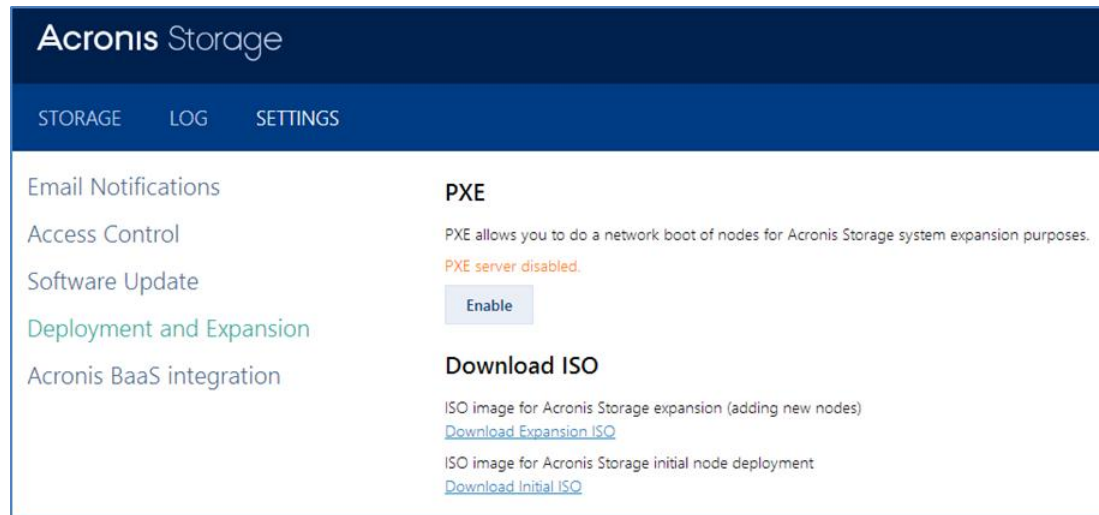 Acronis Storage
STORAGE LOG SETTINGS
Email Notifications
Access Control
Software Update
Deployment and Expansion
Acronis BaaS integration
PXE
PXE allows you to do a network boot of nodes for Acronis Storage system expansion purposes.
PXE server disabled.
Enable
Download ISO
ISO image for Acronis Storage expansion (adding new nodes)
Download Expansion ISO
ISO image for Acronis Storage initial node deployment
Download Initial ISO